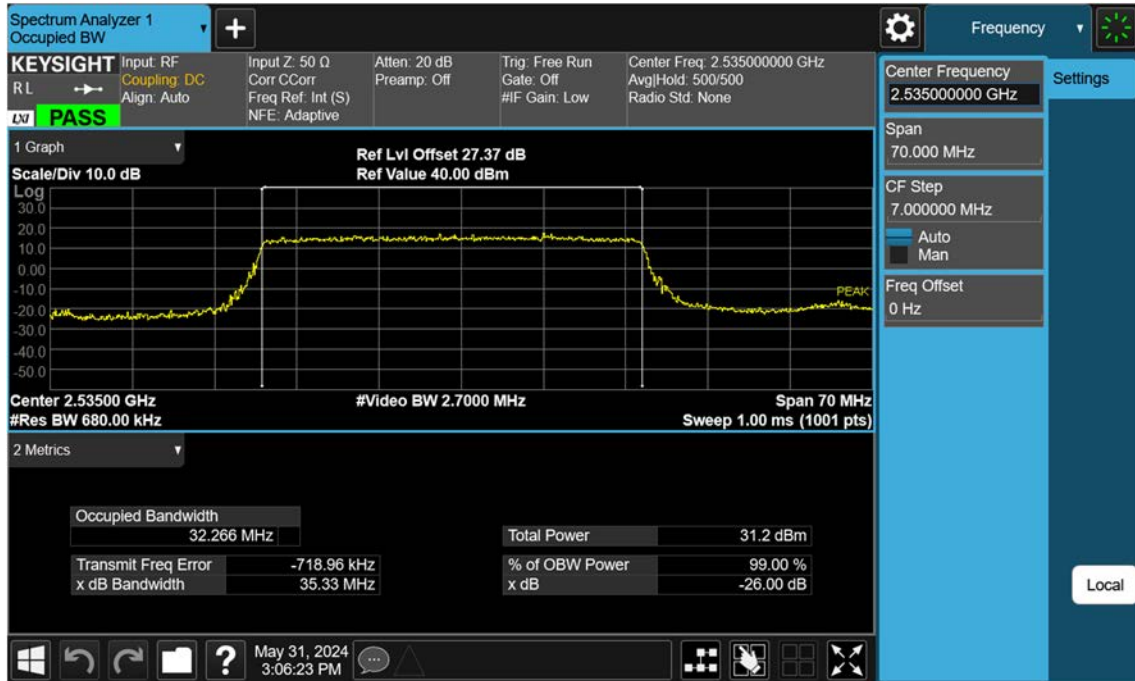 Spectrum Analyzer 1
Occupied BW
+
Frequency
KEYSIGHT
R L
LXI
PASS
Input: RF
Coupling: DC
Align: Auto
Input Z: 50 Ω
Corr CCorr
Freq Ref: Int (S)
NFE: Adaptive
Atten: 20 dB
Preamp: Off
Trig: Free Run
Gate: Off
#IF Gain: Low
Center Freq: 2.535000000 GHz
Avg|Hold: 500/500
Radio Std: None
Center Frequency
2.535000000 GHz
Settings
Span
70.000 MHz
CF Step
7.000000 MHz
Auto
Man
Freq Offset
0 Hz
Local
1 Graph
Scale/Div 10.0 dB
Ref Lvl Offset 27.37 dB
Ref Value 40.00 dBm
Log
30.0
20.0
10.0
0.00
-10.0
-20.0
-30.0
-40.0
-50.0
PEAK
Center 2.53500 GHz
#Video BW 2.7000 MHz
Span 70 MHz
#Res BW 680.00 kHz
Sweep 1.00 ms (1001 pts)
2 Metrics
Occupied Bandwidth
32.266 MHz
Total Power 31.2 dBm
Transmit Freq Error -718.96 kHz
% of OBW Power 99.00 %
x dB Bandwidth 35.33 MHz
x dB -26.00 dB
?
May 31, 2024
3:06:23 PM